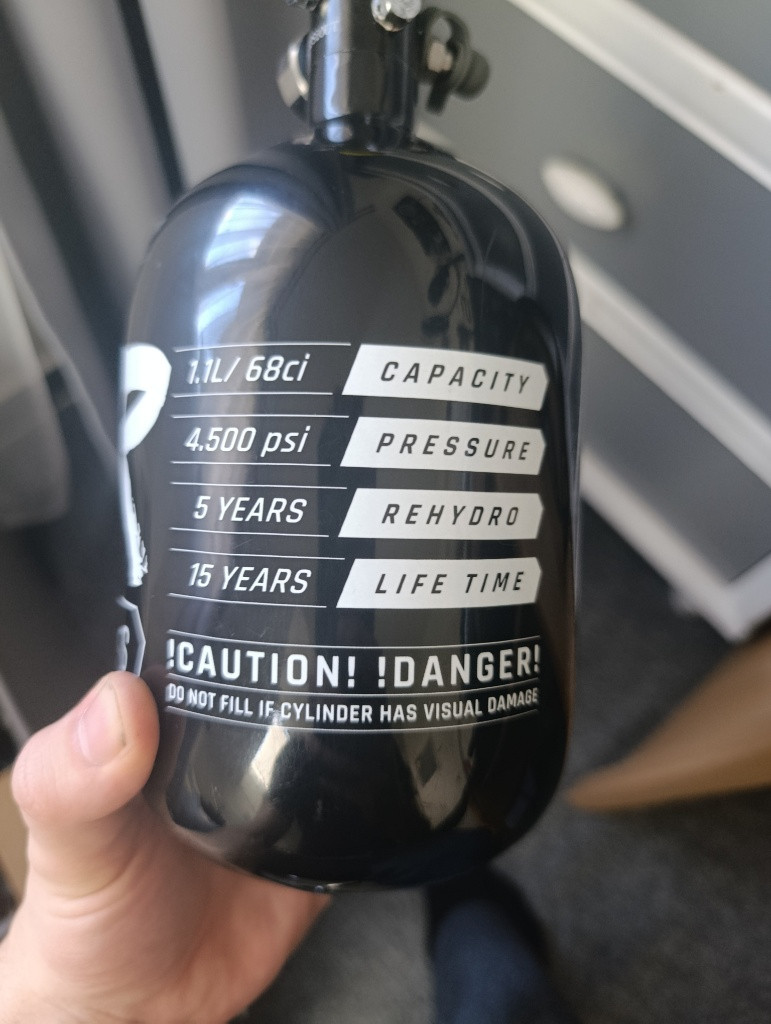 1.1L/ 68ci CAPACITY
4.500 psi PRESSURE
5 YEARS REHYDRO
15 YEARS LIFE TIME
!CAUTION! !DANGER!
DO NOT FILL IF CYLINDER HAS VISUAL DAMAGE